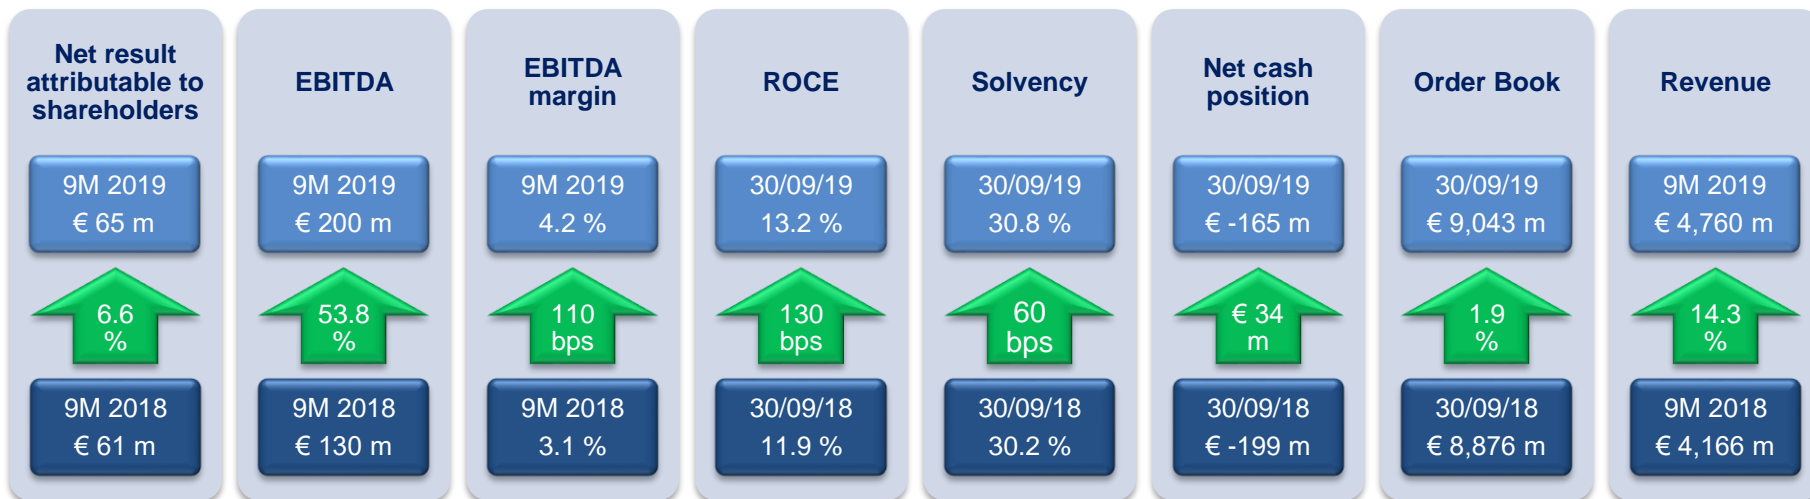 Net result
attributable to
shareholders
9M 2019
€ 65 m
6.6
%
9M 2018
€ 61 m
EBITDA
9M 2019
€ 200 m
53.8
%
9M 2018
€ 130 m
EBITDA
margin
9M 2019
4.2 %
110
bps
9M 2018
3.1 %
ROCE
30/09/19
13.2 %
130
bps
30/09/18
11.9 %
Solvency
30/09/19
30.8 %
60
bps
30/09/18
30.2 %
Net cash
position
30/09/19
€ -165 m
€ 34
m
30/09/18
€ -199 m
Order Book
30/09/19
€ 9,043 m
1.9
%
30/09/18
€ 8,876 m
Revenue
9M 2019
€ 4,760 m
14.3
%
9M 2018
€ 4,166 m